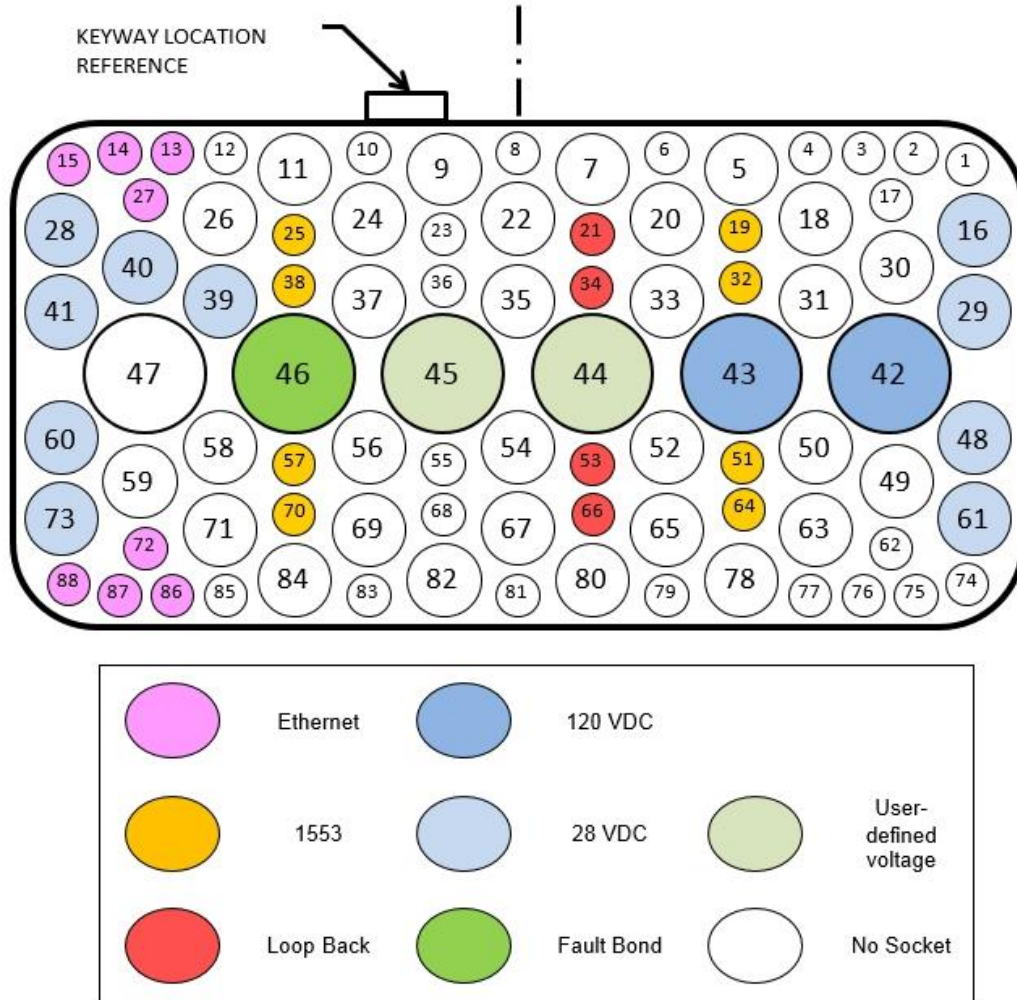 KEYWAY LOCATION
REFERENCE
15 14 13 12 11 10 9 8 7 6 5 4 3 2 1
28 27 26 25 24 23 22 21 20 19 18 17 16
41 40 39 38 37 36 35 34 33 32 31 30 29
47 46 45 44 43 42
60 59 58 57 56 55 54 53 52 51 50 49 48
73 72 71 70 69 68 67 66 65 64 63 62 61
88 87 86 85 84 83 82 81 80 79 78 77 76 75 74
Ethernet 120 VDC
1553 28 VDC User-
defined
voltage
Loop Back Fault Bond No Socket